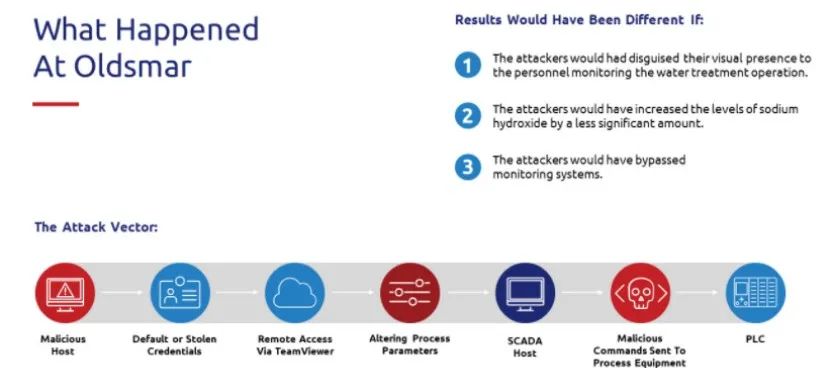 What Happened
At Oldsmar
Results Would Have Been Different If:
1
The attackers would had disguised their visual presence to
the personnel monitoring the water treatment operation.
2
The attackers would have increased the levels of sodium
hydroxide by a less significant amount.
3
The attackers would have bypassed
monitoring systems.
The Attack Vector:
Malicious
Host
Default or Stolen
Credentials
Remote Access
Via TeamViewer
Altering Process
Parameters
SCADA
Host
Malicious
Commands Sent To
Process Equipment
PLC